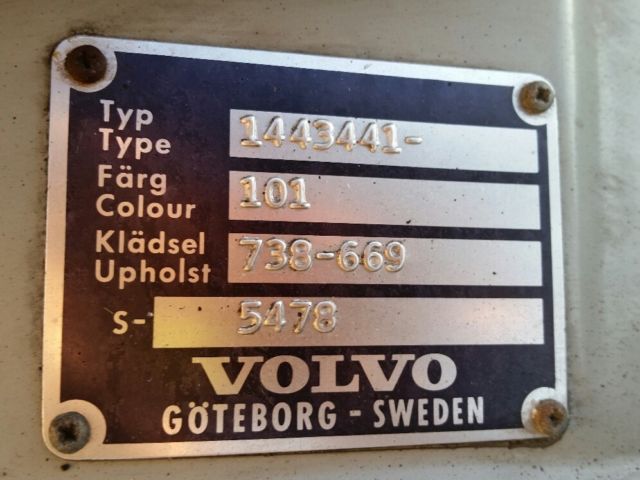 Typ
Type 1443441-
Färg
Colour 101
Klädsel
Upholst 738-669
S- 5478
VOLVO
GÖTEBORG - SWEDEN